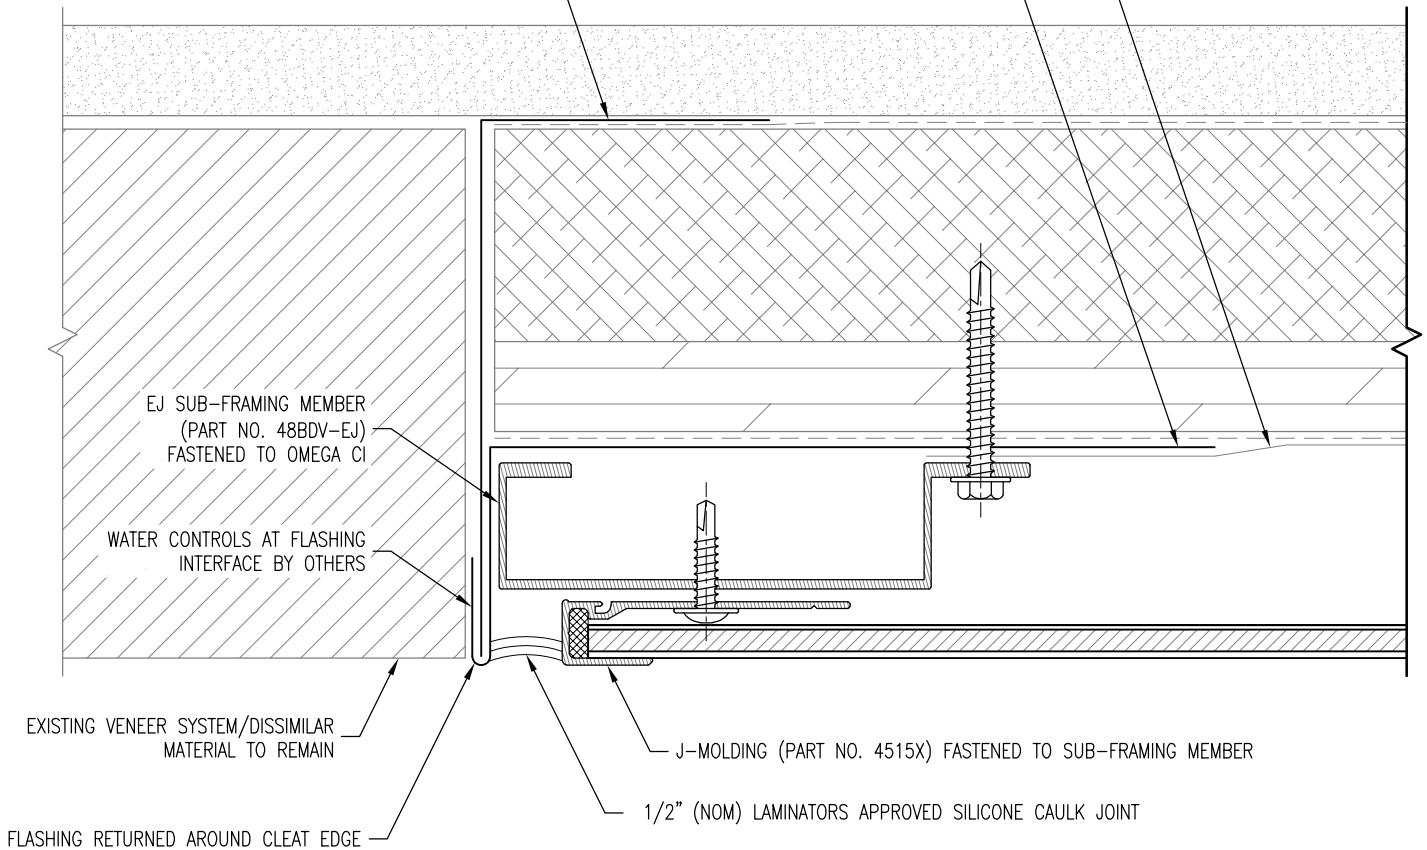 EJ SUB-FRAMING MEMBER
(PART NO. 48BDV-EJ)
FASTENED TO OMEGA CI
WATER CONTROLS AT FLASHING
INTERFACE BY OTHERS
EXISTING VENEER SYSTEM/DISSIMILAR
MATERIAL TO REMAIN
J-MOLDING (PART NO. 4515X) FASTENED TO SUB-FRAMING MEMBER
1/2" (NOM) LAMINATORS APPROVED SILICONE CAULK JOINT
FLASHING RETURNED AROUND CLEAT EDGE